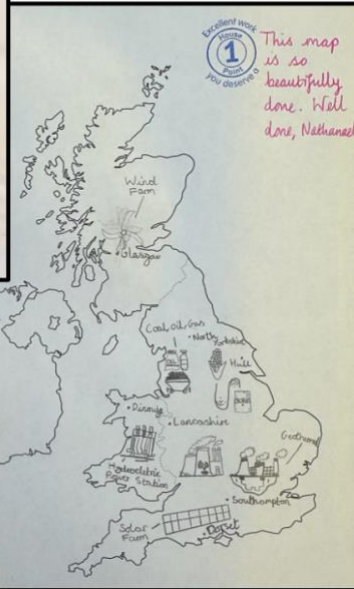 Excellent work
House
1
Point
you deserve a
This map
is so
beautifully
done. Well
done, Nathanael
Wind
Farm
Glasgow
Coal, Oil, Gas
North
Yorkshire
Hull
Dinorwig
Lancashire
Geothermal
Hydroelectric
Power Station
Southampton
Solar
Farm
Dorset